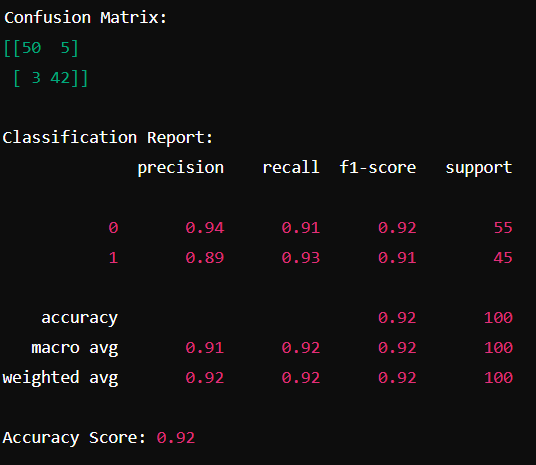 Confusion Matrix:
[[50  5]
 [ 3 42]]
Classification Report:
              precision    recall  f1-score   support
           0       0.94      0.91      0.92        55
           1       0.89      0.93      0.91        45
    accuracy                           0.92       100
   macro avg       0.91      0.92      0.92       100
weighted avg       0.92      0.92      0.92       100
Accuracy Score: 0.92